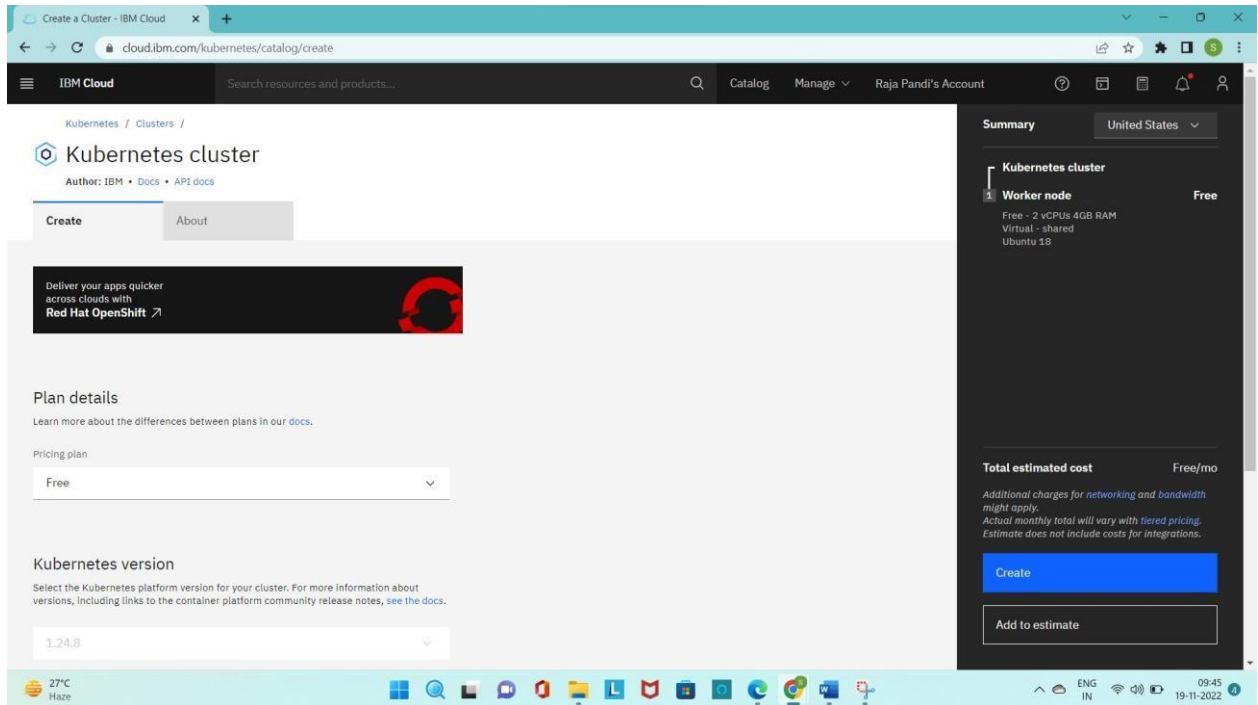 Create a Cluster - IBM Cloud
cloud.ibm.com/kubernetes/catalog/create
S
IBM Cloud
Search resources and products...
Catalog
Manage
Raja Pandi's Account
Kubernetes / Clusters /
Kubernetes cluster
Author: IBM • Docs • API docs
Create
About
Deliver your apps quicker
across clouds with
Red Hat OpenShift
Plan details
Learn more about the differences between plans in our docs.
Pricing plan
Free
Kubernetes version
Select the Kubernetes platform version for your cluster. For more information about
versions, including links to the container platform community release notes, see the docs.
1.24.8
Summary
United States
Kubernetes cluster
1 Worker node Free
Free - 2 vCPUs 4GB RAM
Virtual - shared
Ubuntu 18
Total estimated cost Free/mo
Additional charges for networking and bandwidth
might apply.
Actual monthly total will vary with tiered pricing.
Estimate does not include costs for integrations.
Create
Add to estimate
27°C
Haze
ENG
IN
09:45
19-11-2022
4